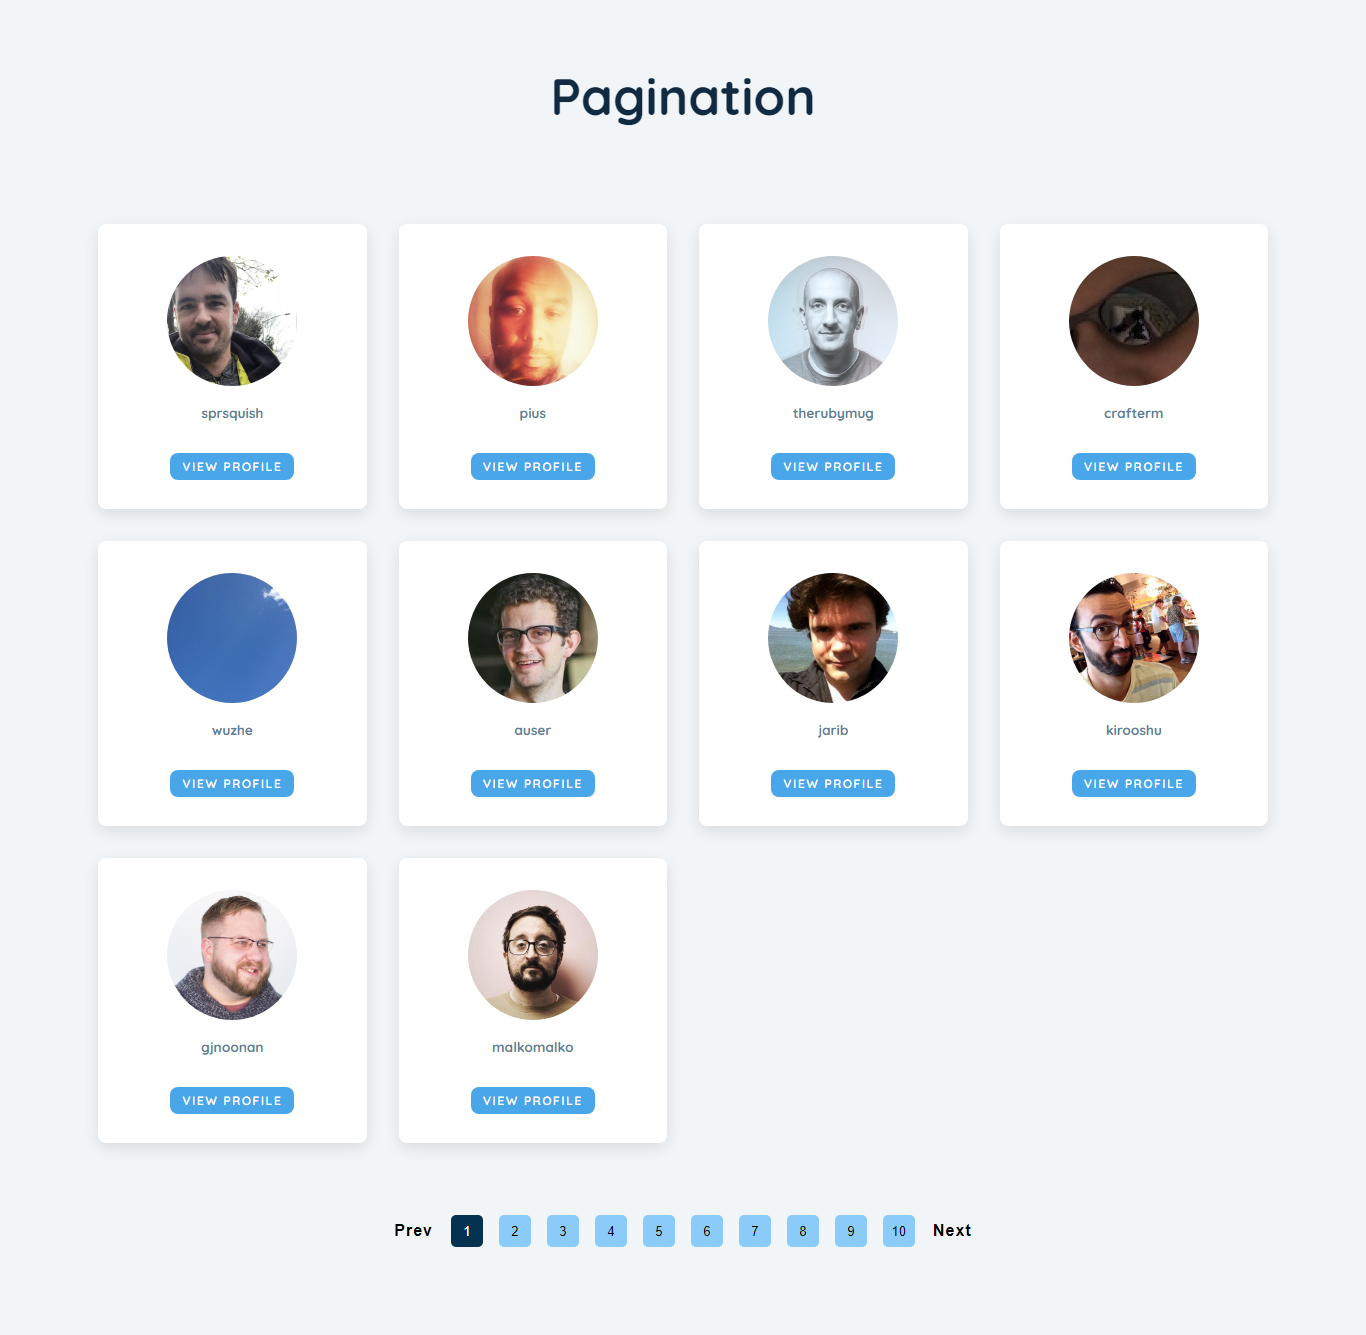 Pagination
sprsquish
pius
therubymug
crafterm
VIEW PROFILE
VIEW PROFILE
VIEW PROFILE
VIEW PROFILE
wuzhe
auser
jarib
kirooshu
VIEW PROFILE
VIEW PROFILE
VIEW PROFILE
VIEW PROFILE
gjnoonan
malkomalko
VIEW PROFILE
VIEW PROFILE
Prev 1 2 3 4 5 6 7 8 9 10 Next